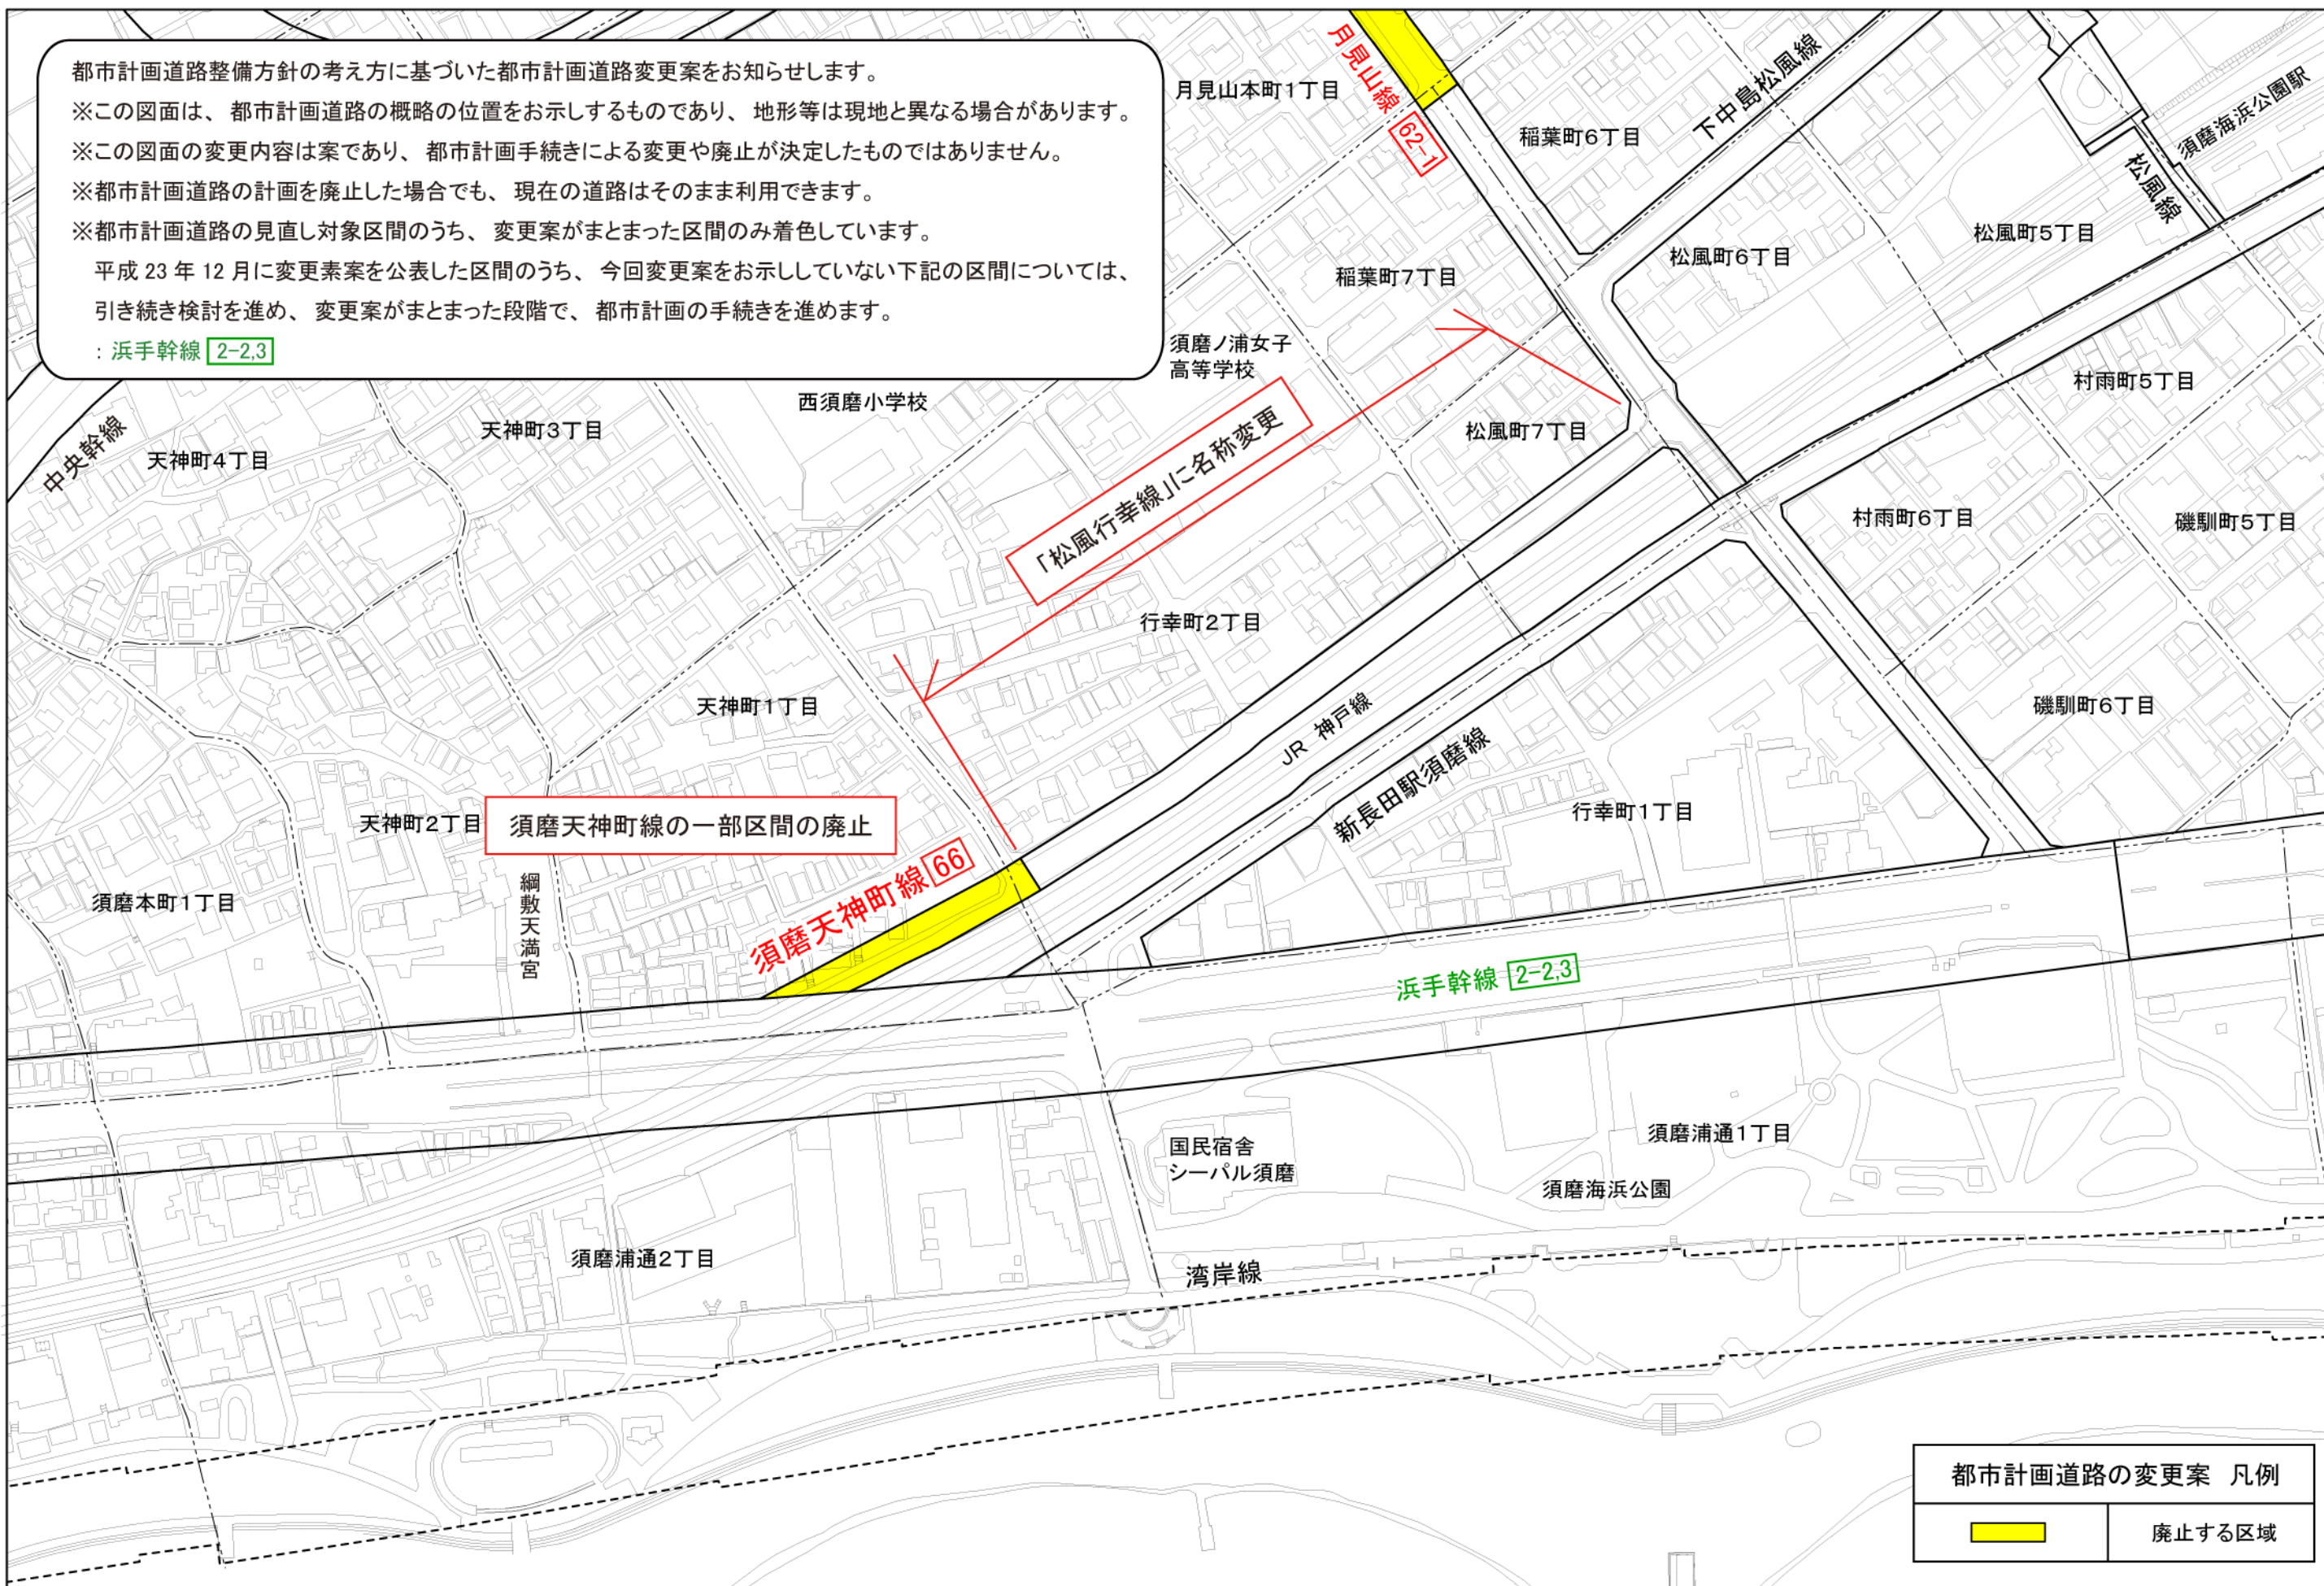 都市計画道路整備方針の考え方に基づいた都市計画道路変更案をお知らせします。
※この図面は、都市計画道路の概略の位置をお示しするものであり、地形等は現地と異なる場合があります。
※この図面の変更内容は案であり、都市計画手続きによる変更や廃止が決定したものではありません。
※都市計画道路の計画を廃止した場合でも、現在の道路はそのまま利用できます。
※都市計画道路の見直し対象区間のうち、変更案がまとまった区間のみ着色しています。
平成23年12月に変更素案を公表した区間のうち、今回変更案をお示ししていない下記の区間については、
引き続き検討を進め、変更案がまとまった段階で、都市計画の手続きを進めます。
：浜手幹線 2-2,3
月見山本町1丁目
月見山線 62-1
稲葉町6丁目
下中島松風線
須磨海浜公園駅
松風線
松風町5丁目
松風町6丁目
稲葉町7丁目
須磨ノ浦女子
高等学校
西須磨小学校
村雨町5丁目
天神町3丁目
中央幹線
天神町4丁目
松風町7丁目
「松風行幸線」に名称変更
村雨町6丁目
磯馴町5丁目
行幸町2丁目
天神町1丁目
JR 神戸線
新長田駅須磨線
磯馴町6丁目
行幸町1丁目
天神町2丁目
須磨天神町線の一部区間の廃止
須磨天神町線 66
須磨本町1丁目
綱敷天満宮
浜手幹線 2-2,3
国民宿舎
シーパル須磨
須磨浦通1丁目
須磨海浜公園
須磨浦通2丁目
湾岸線
都市計画道路の変更案 凡例
廃止する区域